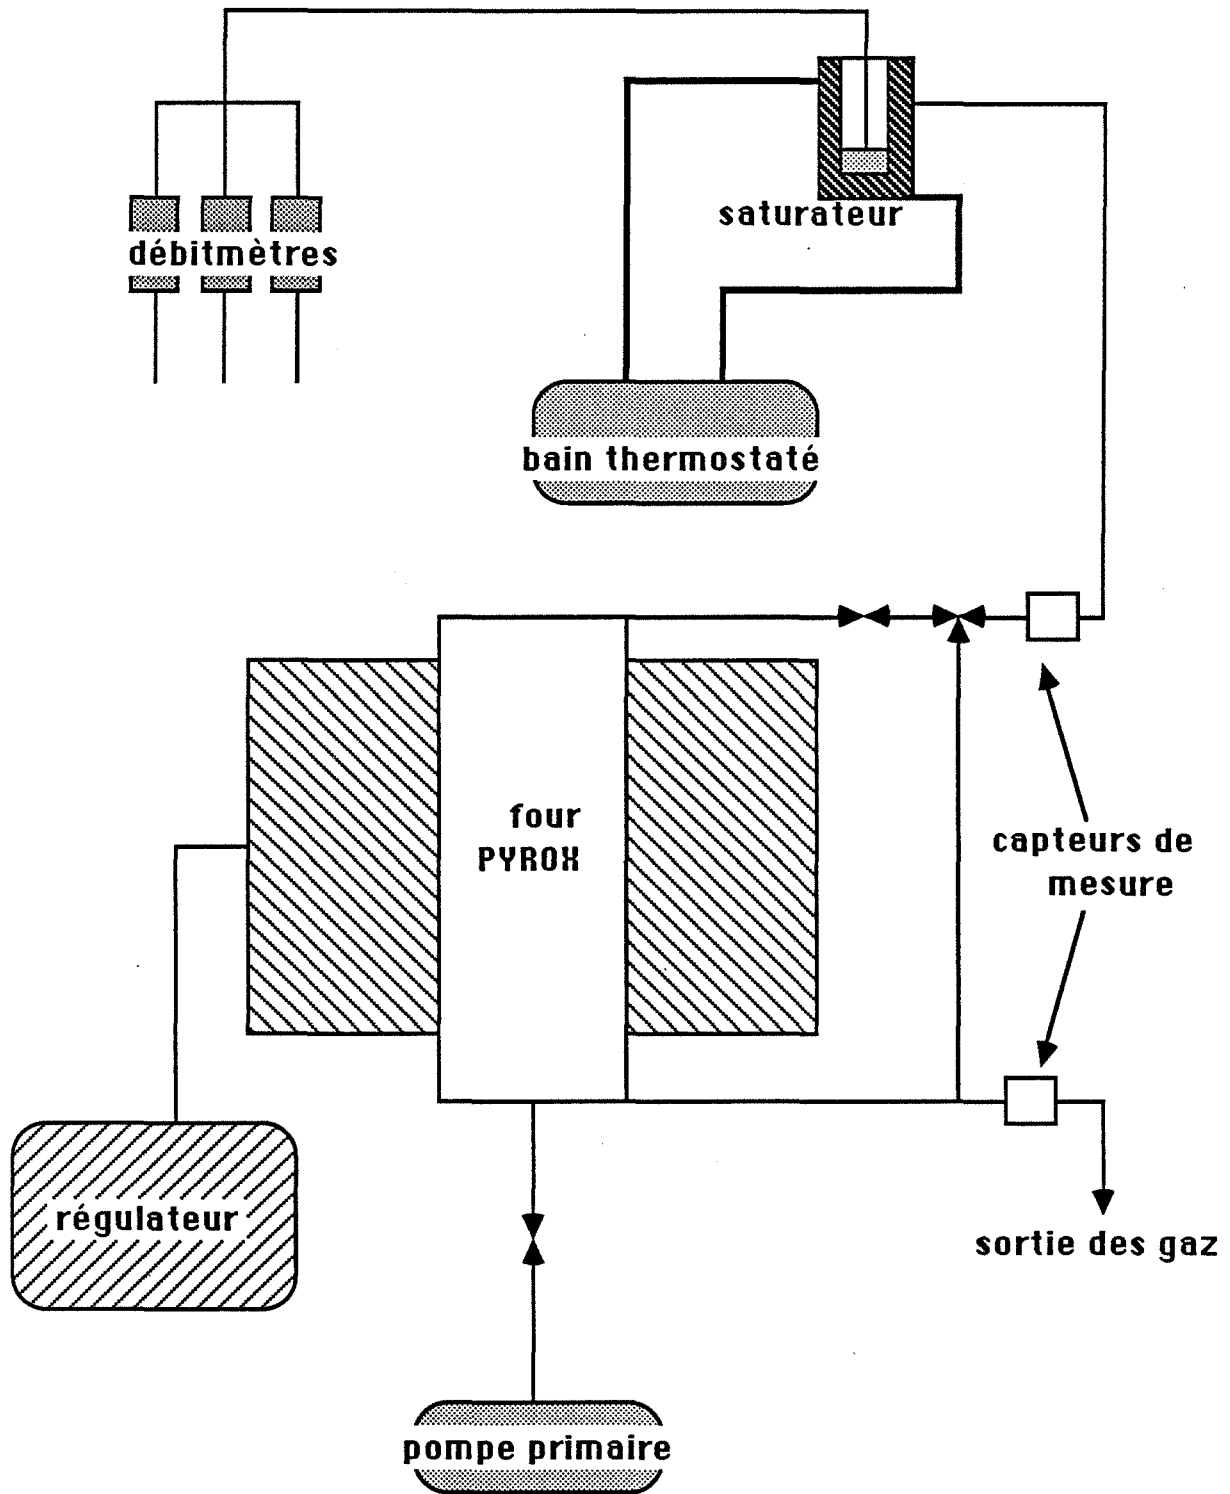 saturateur
débitmètres
bain thermostaté
four
PYROX
capteurs de
mesure
régulateur
sortie des gaz
pompe primaire